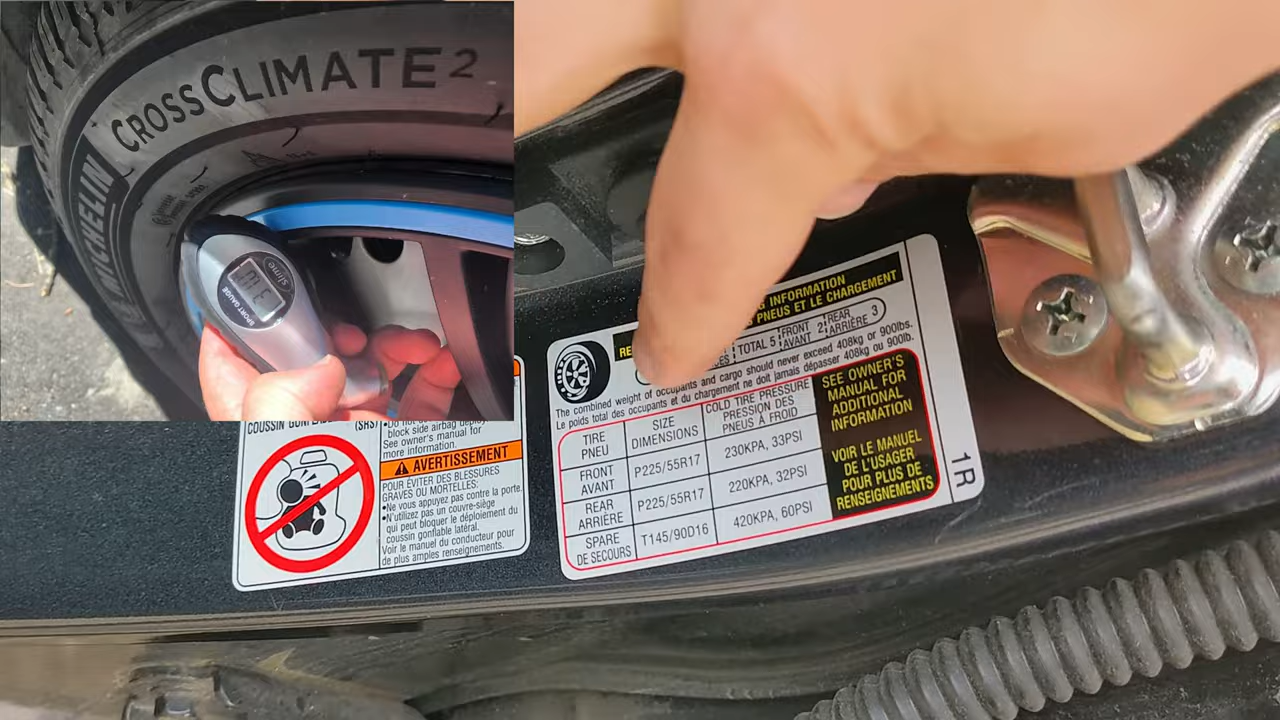 CROSSCLIMATE²
MICHELIN
Slime
SPORT GAUGE
(SRS)
block side airbag
See owner's manual for
more information.
AVERTISSEMENT
POUR ÉVITER DES BLESSURES
GRAVES OU MORTELLES:
•Ne vous appuyez pas contre la porte.
•N'utilisez pas un couvre-siège
qui peut bloquer le déploiement du
coussin gonflable latéral.
Voir le manuel du conducteur pour
de plus amples renseignements.
INFORMATION
PNEUS ET LE CHARGEMENT
TOTAL 5 FRONT AVANT 2 REAR ARRIÈRE 3
The combined weight of occupants and cargo should never exceed 408kg or 900lbs.
Le poids total des occupants et du chargement ne doit jamais dépasser 408kg ou 900lb.
TIRE PNEU
SIZE DIMENSIONS
COLD TIRE PRESSURE
PRESSION DES
PNEUS À FROID
FRONT AVANT P225/55R17 230KPA, 33PSI
REAR ARRIÈRE P225/55R17 220KPA, 32PSI
SPARE DE SECOURS T145/90D16 420KPA, 60PSI
SEE OWNER'S
MANUAL FOR
ADDITIONAL
INFORMATION
VOIR LE MANUEL
DE L'USAGER
POUR PLUS DE
RENSEIGNEMENTS
1R